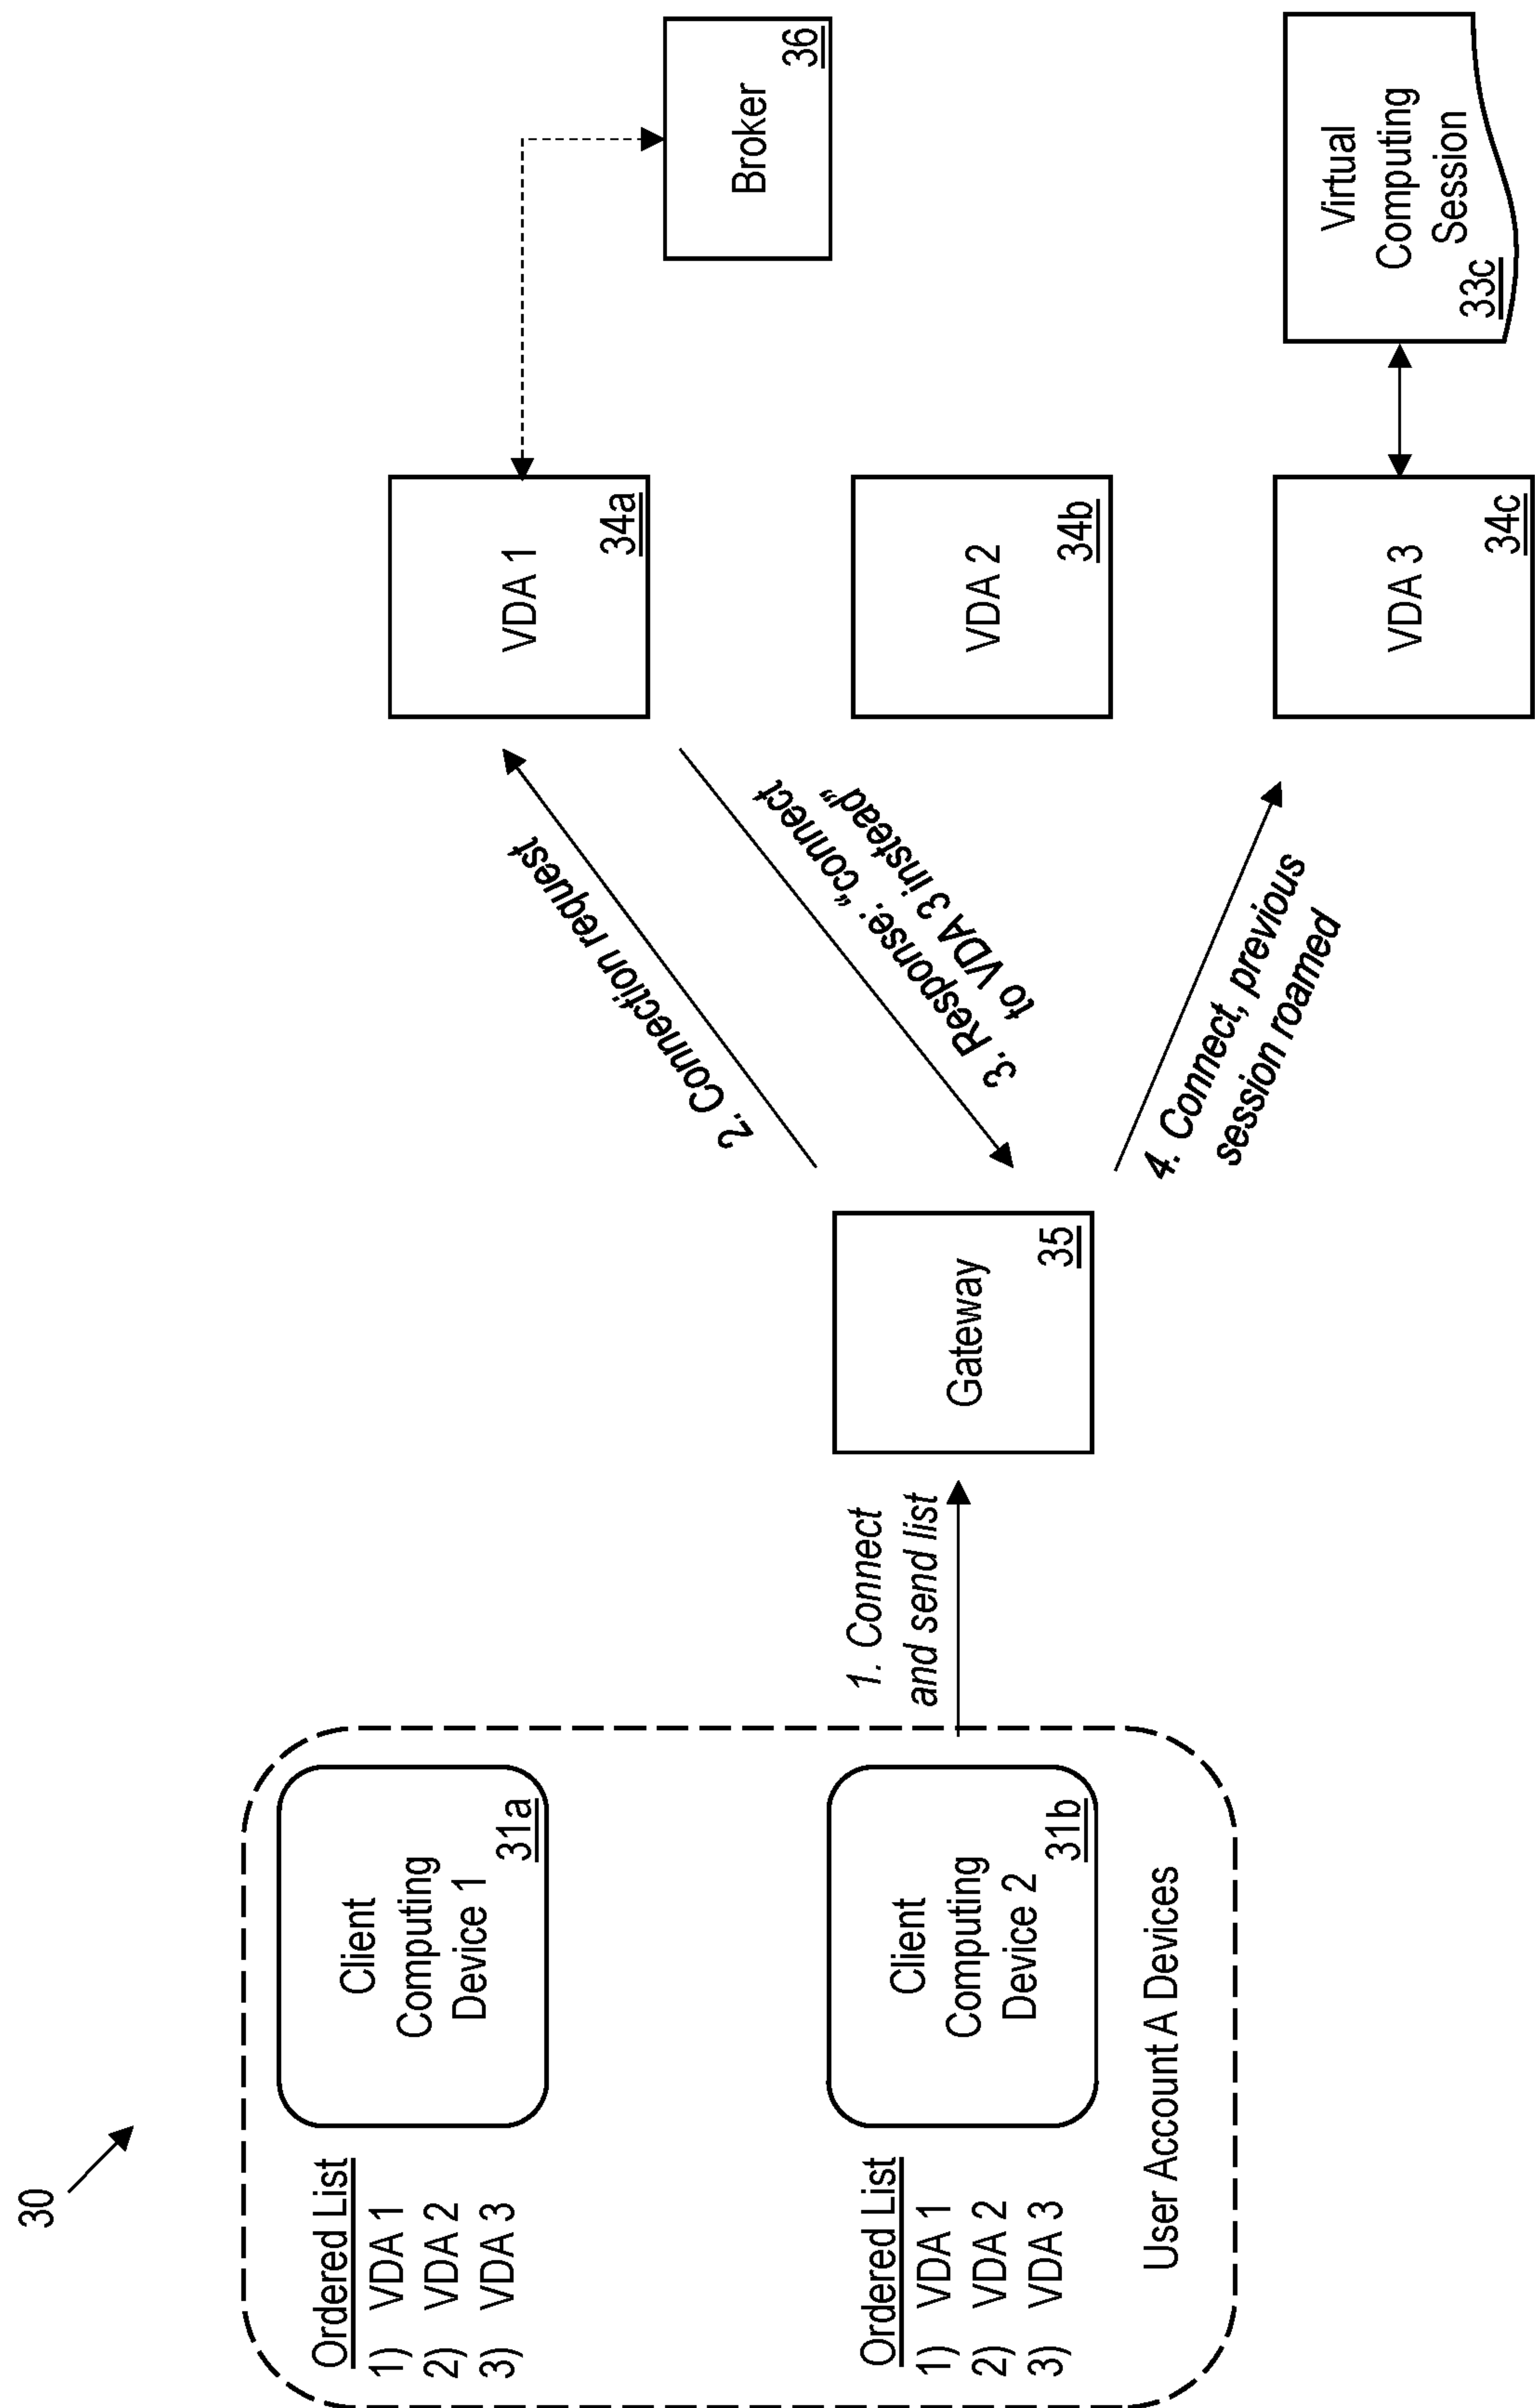 30
Ordered List
1) VDA 1
2) VDA 2
3) VDA 3
Client
Computing
Device 1
31a
Ordered List
1) VDA 1
2) VDA 2
3) VDA 3
Client
Computing
Device 2
31b
User Account A Devices
1. Connect
and send list
Gateway
35
2. Connection request
3. Response: “connect
to VDA 3 instead”
4. Connect, previous
session roamed
VDA 1
34a
VDA 2
34b
VDA 3
34c
Broker
36
Virtual
Computing
Session
33c